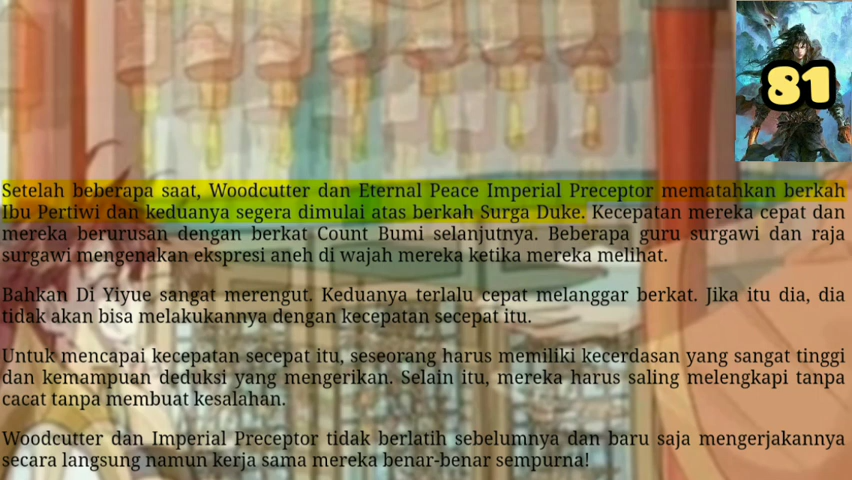 81
Setelah beberapa saat, Woodcutter dan Eternal Peace Imperial Preceptor mematahkan berkah
Ibu Pertiwi dan keduanya segera dimulai atas berkah Surga Duke. Kecepatan mereka cepat dan
mereka berurusan dengan berkat Count Bumi selanjutnya. Beberapa guru surgawi dan raja
surgawi mengenakan ekspresi aneh di wajah mereka ketika mereka melihat.
Bahkan Di Yiyue sangat merengut. Keduanya terlalu cepat melanggar berkat. Jika itu dia, dia
tidak akan bisa melakukannya dengan kecepatan secepat itu.
Untuk mencapai kecepatan secepat itu, seseorang harus memiliki kecerdasan yang sangat tinggi
dan kemampuan deduksi yang mengerikan. Selain itu, mereka harus saling melengkapi tanpa
cacat tanpa membuat kesalahan.
Woodcutter dan Imperial Preceptor tidak berlatih sebelumnya dan baru saja mengerjakannya
secara langsung namun kerja sama mereka benar-benar sempurna!